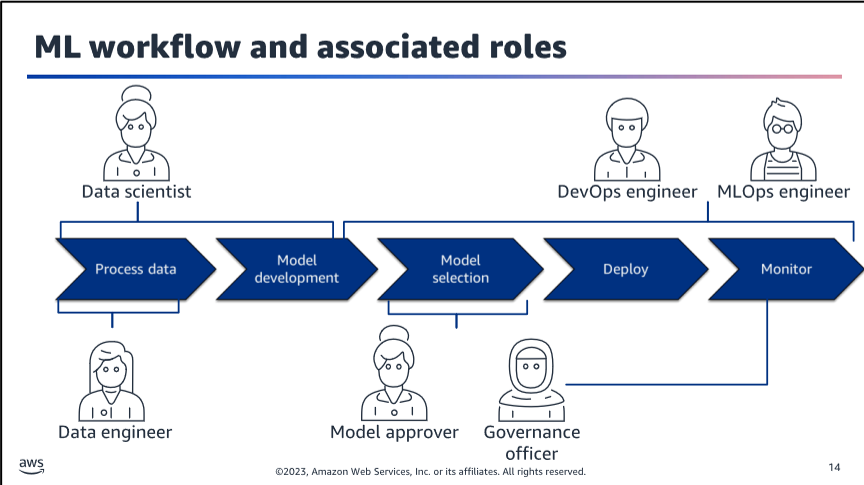 ML workflow and associated roles
Data scientist
DevOps engineer
MLOps engineer
Process data
Model
development
Model
selection
Deploy
Monitor
Data engineer
Model approver
Governance
officer
aws
©2023, Amazon Web Services, Inc. or its affiliates. All rights reserved.
14